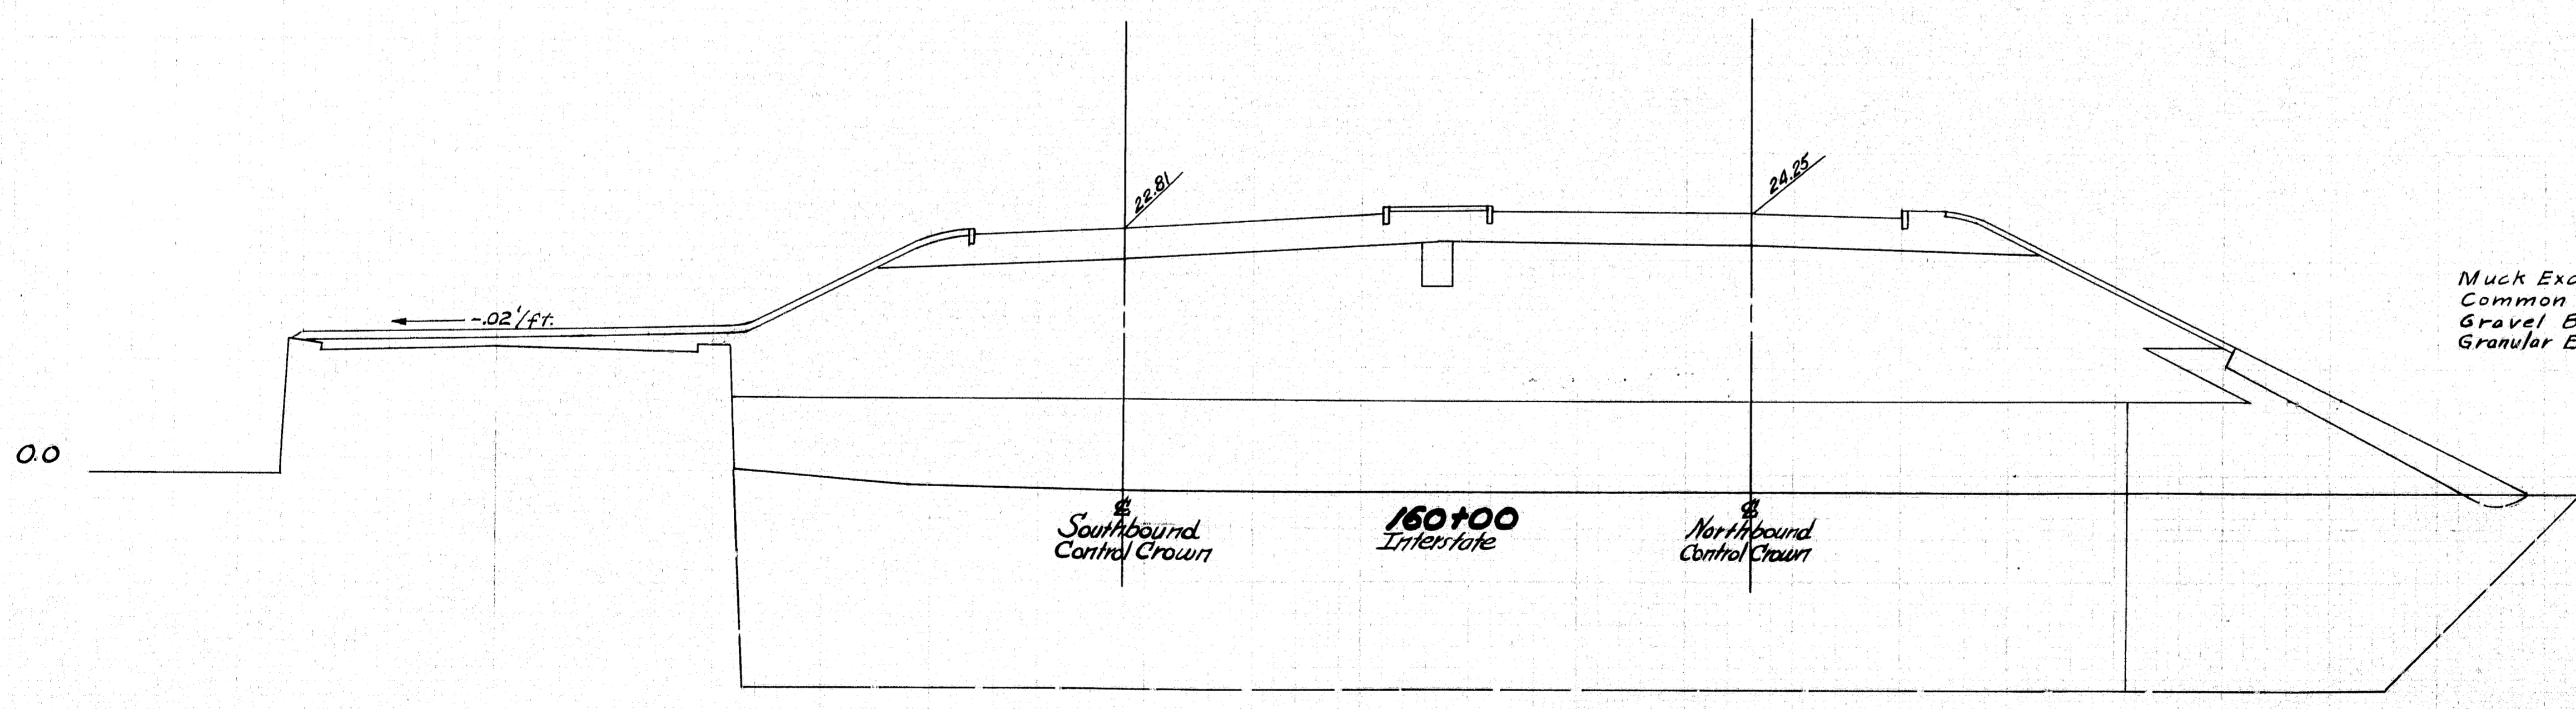 22.81
24.25
-.02'/ft.
Muck
Common
Gravel
Granular
0.0
℄
Southbound
Control Crown
160+00
Interstate
℄
Northbound
Control Crown